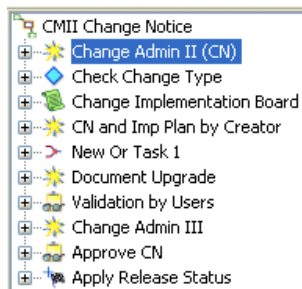 CMII Change Notice
Change Admin II (CN)
Check Change Type
Change Implementation Board
CN and Imp Plan by Creator
New Or Task 1
Document Upgrade
Validation by Users
Change Admin III
Approve CN
Apply Release Status